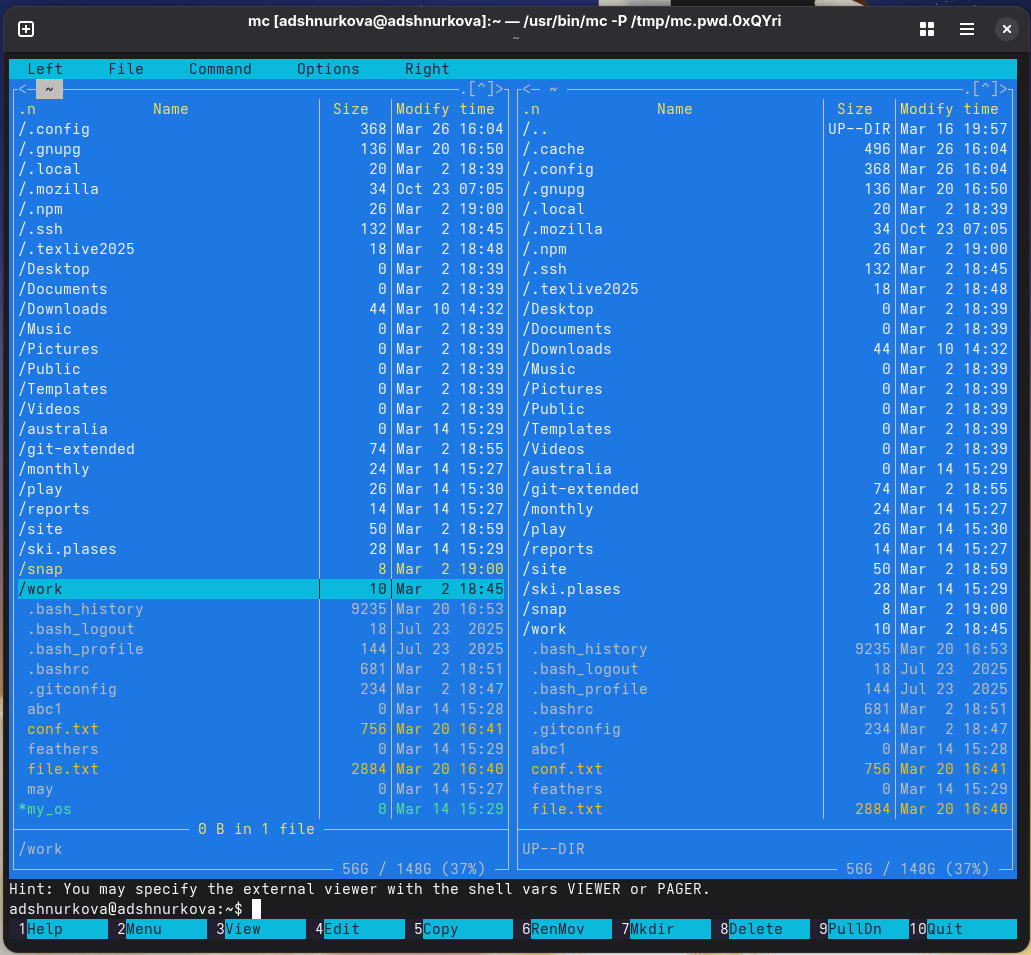 mc [adshnurkova@adshnurkova]:~ — /usr/bin/mc -P /tmp/mc.pwd.0xQYri
~
Left File Command Options Right
<─ ~ .[^]>
.n Name Size Modify time
/.config 368 Mar 26 16:04
/.gnupg 136 Mar 20 16:50
/.local 20 Mar 2 18:39
/.mozilla 34 Oct 23 07:05
/.npm 26 Mar 2 19:00
/.ssh 132 Mar 2 18:45
/.texlive2025 18 Mar 2 18:48
/Desktop 0 Mar 2 18:39
/Documents 0 Mar 2 18:39
/Downloads 44 Mar 10 14:32
/Music 0 Mar 2 18:39
/Pictures 0 Mar 2 18:39
/Public 0 Mar 2 18:39
/Templates 0 Mar 2 18:39
/Videos 0 Mar 2 18:39
/australia 0 Mar 14 15:29
/git-extended 74 Mar 2 18:55
/monthly 24 Mar 14 15:27
/play 26 Mar 14 15:30
/reports 14 Mar 14 15:27
/site 50 Mar 2 18:59
/ski.plases 28 Mar 14 15:29
/snap 8 Mar 2 19:00
/work 10 Mar 2 18:45
.bash_history 9235 Mar 20 16:53
.bash_logout 18 Jul 23 2025
.bash_profile 144 Jul 23 2025
.bashrc 681 Mar 2 18:51
.gitconfig 234 Mar 2 18:47
abc1 0 Mar 14 15:28
conf.txt 756 Mar 20 16:41
feathers 0 Mar 14 15:29
file.txt 2884 Mar 20 16:40
may 0 Mar 14 15:27
*my_os 0 Mar 14 15:29
0 B in 1 file
/work
56G / 148G (37%)
<─ ~ .[^]>
.n Name Size Modify time
/.. UP--DIR Mar 16 19:57
/.cache 496 Mar 26 16:04
/.config 368 Mar 26 16:04
/.gnupg 136 Mar 20 16:50
/.local 20 Mar 2 18:39
/.mozilla 34 Oct 23 07:05
/.npm 26 Mar 2 19:00
/.ssh 132 Mar 2 18:45
/.texlive2025 18 Mar 2 18:48
/Desktop 0 Mar 2 18:39
/Documents 0 Mar 2 18:39
/Downloads 44 Mar 10 14:32
/Music 0 Mar 2 18:39
/Pictures 0 Mar 2 18:39
/Public 0 Mar 2 18:39
/Templates 0 Mar 2 18:39
/Videos 0 Mar 2 18:39
/australia 0 Mar 14 15:29
/git-extended 74 Mar 2 18:55
/monthly 24 Mar 14 15:27
/play 26 Mar 14 15:30
/reports 14 Mar 14 15:27
/site 50 Mar 2 18:59
/ski.plases 28 Mar 14 15:29
/snap 8 Mar 2 19:00
/work 10 Mar 2 18:45
.bash_history 9235 Mar 20 16:53
.bash_logout 18 Jul 23 2025
.bash_profile 144 Jul 23 2025
.bashrc 681 Mar 2 18:51
.gitconfig 234 Mar 2 18:47
abc1 0 Mar 14 15:28
conf.txt 756 Mar 20 16:41
feathers 0 Mar 14 15:29
file.txt 2884 Mar 20 16:40
UP--DIR
56G / 148G (37%)
Hint: You may specify the external viewer with the shell vars VIEWER or PAGER.
adshnurkova@adshnurkova:~$
1Help 2Menu 3View 4Edit 5Copy 6RenMov 7Mkdir 8Delete 9PullDn 10Quit